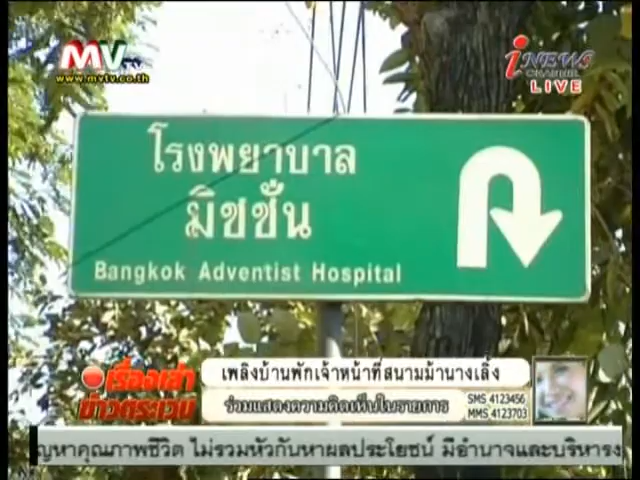 MVTV
www.mvtv.co.th
iNEWS
CHANNEL
LIVE
โรงพยาบาล
มิชชั่น
Bangkok Adventist Hospital
เรื่องเล่า
ข่าวตระเวน
เพลิงบ้านพักเจ้าหน้าที่สนามม้านางเลิ้ง
ร่วมแสดงความคิดเห็นในรายการ
SMS 4123456
MMS 4123703
ญหาคุณภาพชีวิต ไม่รวมหัวกันหาผลประโยชน์ มีอำนาจและบริหารง